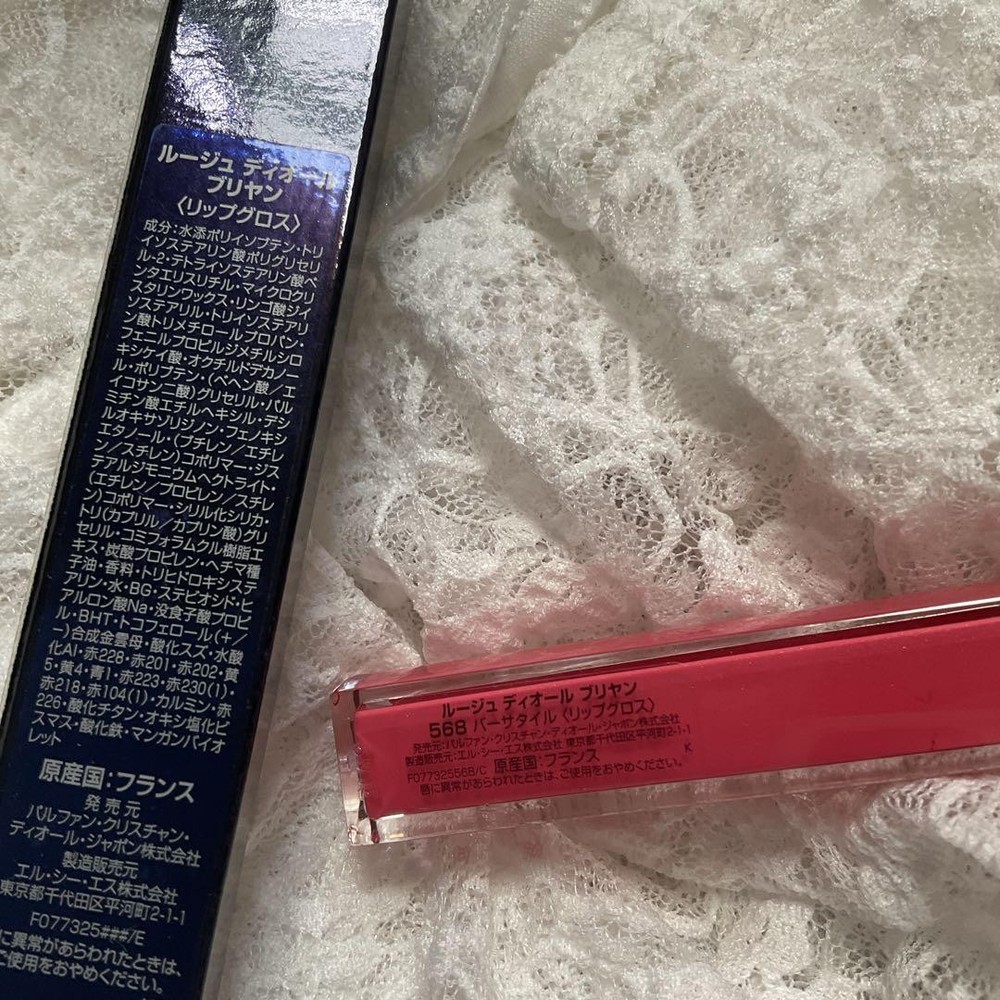 ルージュ ディオール
ブリヤン
〈リップグロス〉
成分：水添ポリイソブテン・トリ
イソステアリン酸ポリグリセリ
ル-2・テトライソステアリン酸ペ
ンタエリスリチル・マイクロクリ
スタリンワックス・リンゴ酸ジイ
ソステアリル・トリイソステアリ
ン酸トリメチロールプロパン・
フェニルプロピルジメチルシロ
キシケイ酸・オクチルドデカノー
ル・ポリブテン・(ベヘン酸／エ
イコサン二酸)グリセリル・パル
ミチン酸エチルヘキシル・デシ
ルオキサゾリジノン・フェノキシ
エタノール・(ブチレン／エチレ
ン／スチレン)コポリマー・ジス
テアルジモニウムヘクトライト・
(エチレン／プロピレン／スチレ
ン)コポリマー・シリル化シリカ・
トリ(カプリル／カプリン酸)グリ
セリル・コミフォラムクル樹脂エ
キス・炭酸プロピレン・ヘチマ種
子油・香料・トリヒドロキシステ
アリン・水・BG・ステビオシド・ヒ
アルロン酸Na・没食子酸プロピ
ル・BHT・トコフェロール(+／
−)合成金雲母・酸化スズ・水酸
化Al・赤228・赤201・赤202・黄
5・黄4・青1・赤223・赤230(1)・
赤218・赤104(1)・カルミン・赤
226・酸化チタン・オキシ塩化ビ
スマス・酸化鉄・マンガンバイオ
レット
原産国：フランス
発売元
パルファン・クリスチャン・
ディオール・ジャポン株式会社
製造販売元
エル・シー・エス株式会社
東京都千代田区平河町2-1-1
F077325###/E
に異常があらわれたときは、
ご使用をおやめください。
ルージュ ディオール ブリヤン
568 バーサタイル〈リップグロス〉
発売元：パルファン・クリスチャン・ディオール・ジャポン株式会社
製造販売元：エル・シー・エス株式会社 東京都千代田区平河町2-1-1
F077325568/C 原産国：フランス K
唇に異常があらわれたときは、ご使用をおやめください。